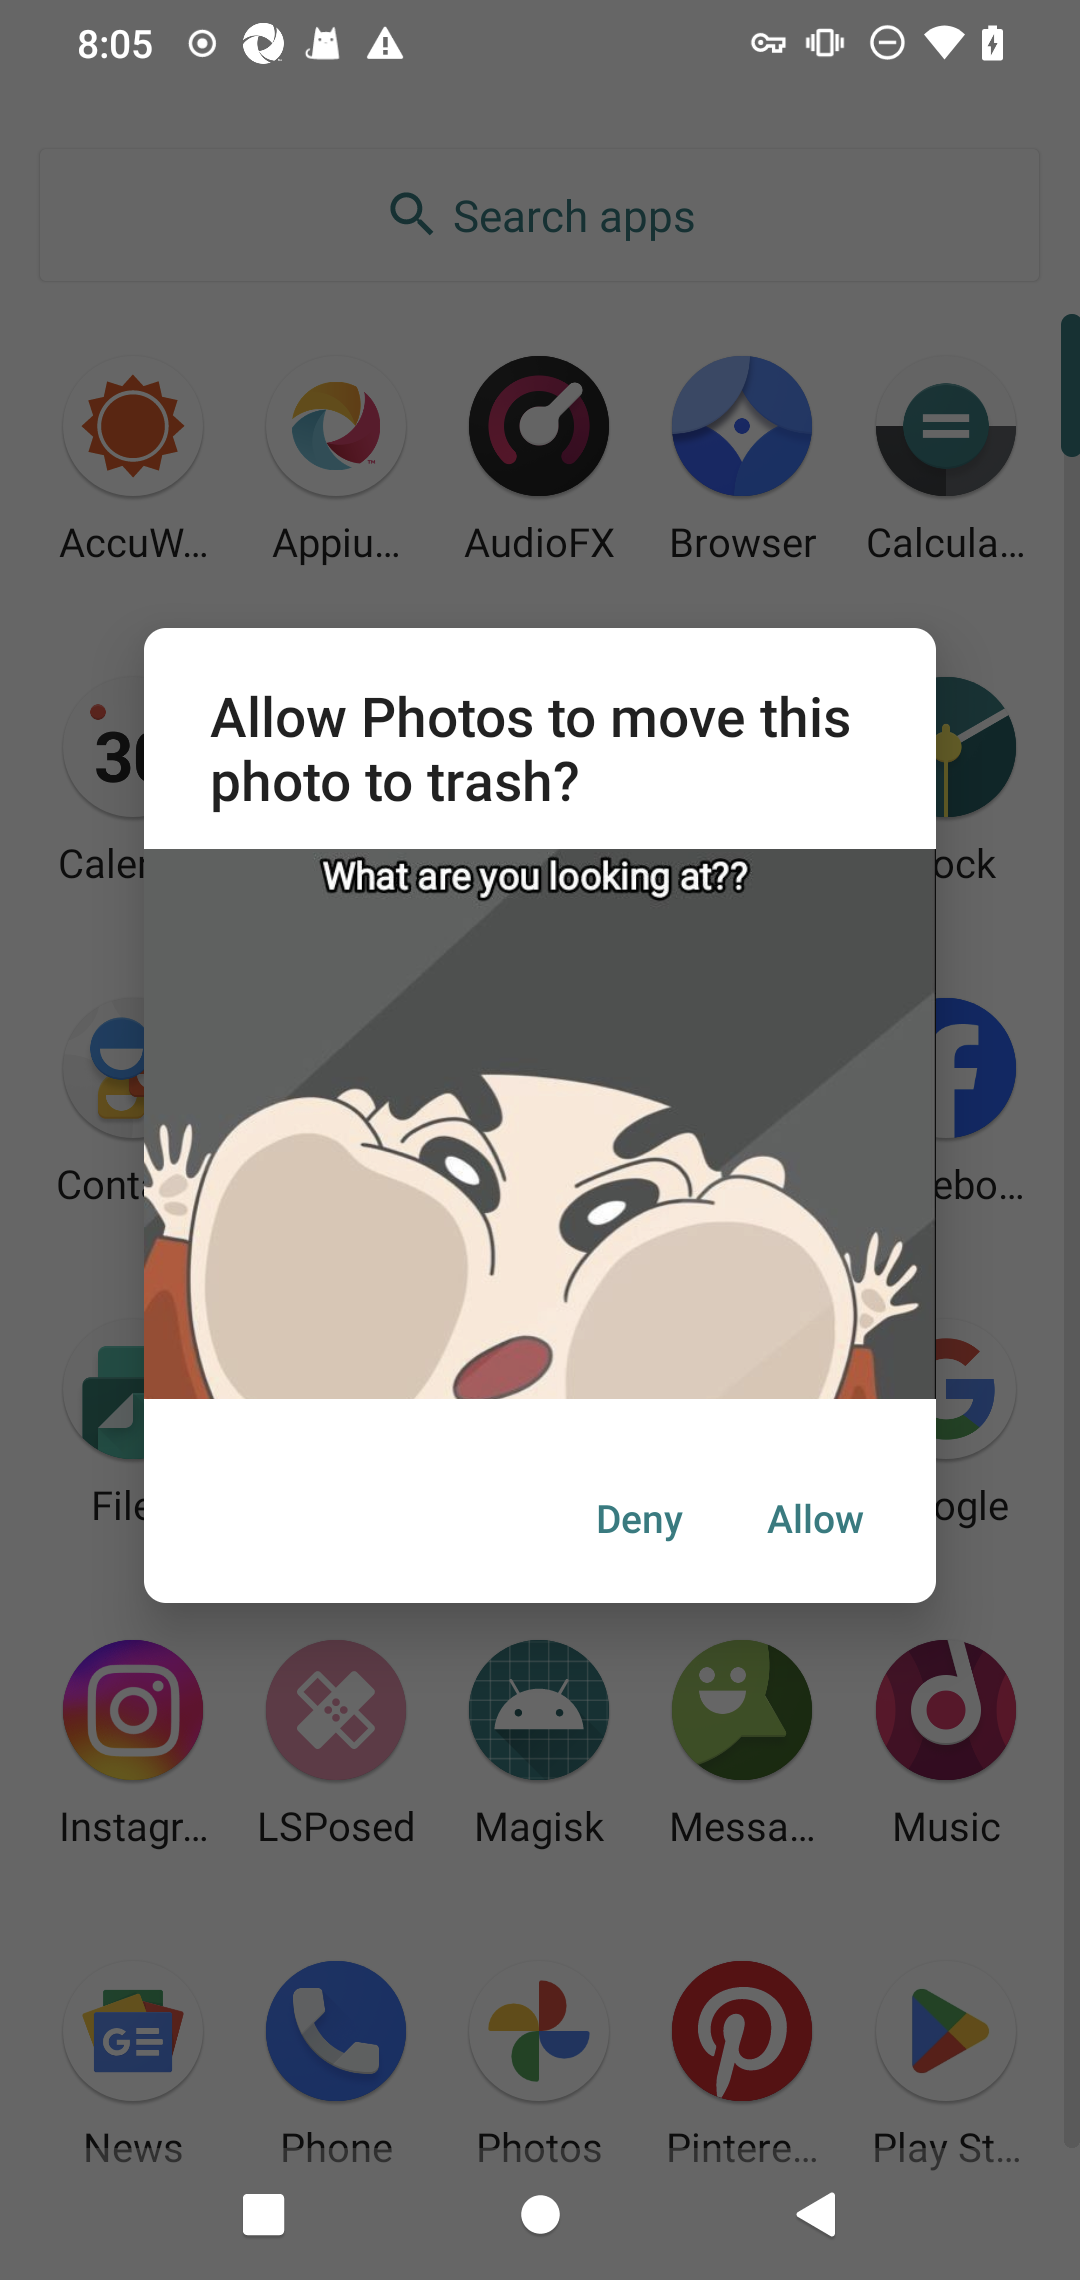 8:05
Search apps
AccuW... Appiu... AudioFX Browser Calcula...
Allow Photos to move this
photo to trash?
30
Caler ock
What are you looking at??
Cont ebo...
File ogle
Deny Allow
Instagr... LSPosed Magisk Messa... Music
News Phone Photos Pintere... Play St...